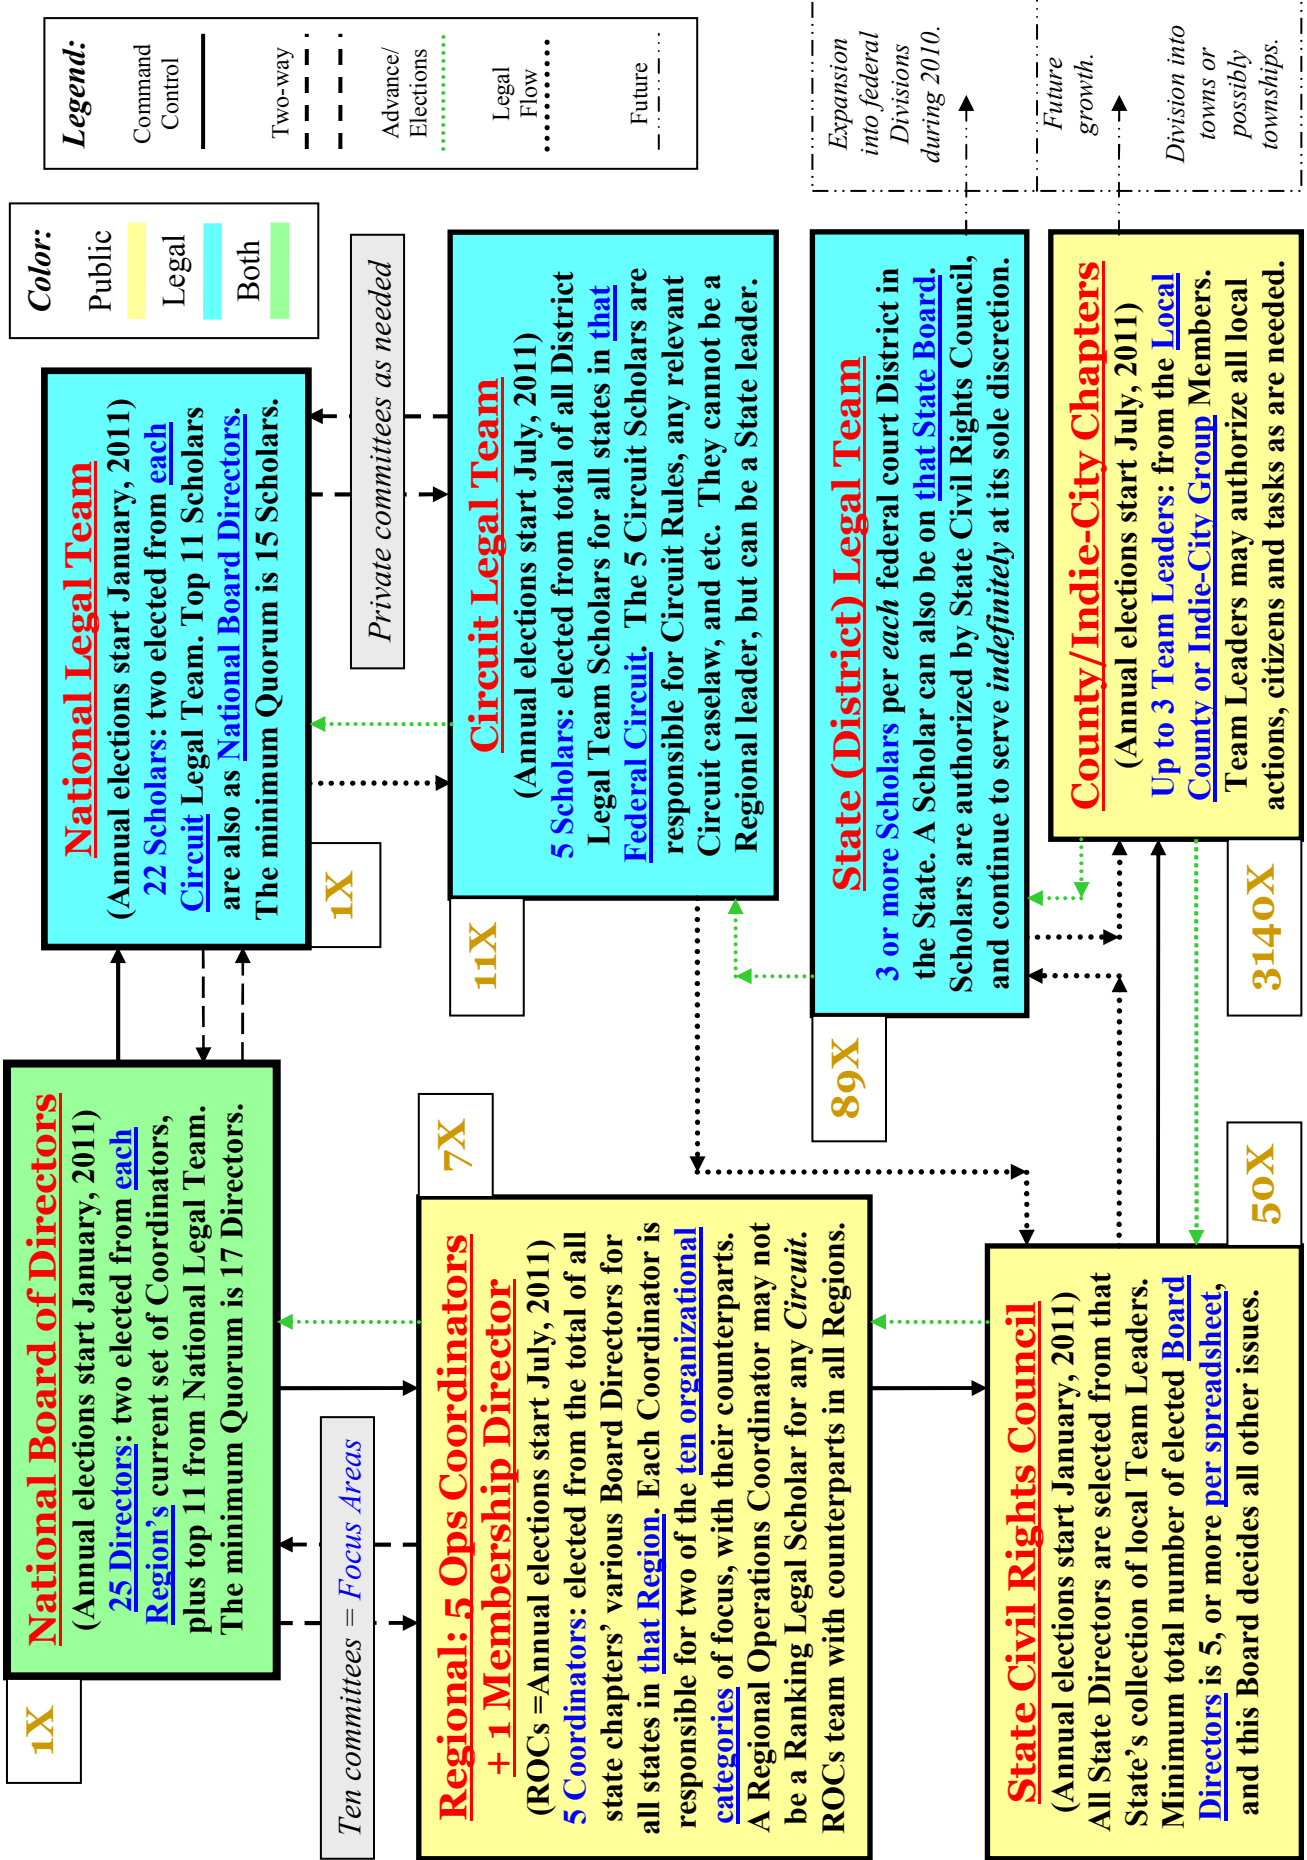 1X
National Board of Directors
(Annual elections start January, 2011)
25 Directors: two elected from each
Region's current set of Coordinators,
plus top 11 from National Legal Team.
The minimum Quorum is 17 Directors.
National Legal Team
(Annual elections start January, 2011)
22 Scholars: two elected from each
Circuit Legal Team. Top 11 Scholars
are also as National Board Directors.
The minimum Quorum is 15 Scholars.
1X
Color:
Public
Legal
Both
Legend:
Command
Control
Two-way
Advance/
Elections
Legal
Flow
Future
Ten committees = Focus Areas
Private committees as needed
7X
Regional: 5 Ops Coordinators
+ 1 Membership Director
(ROCs =Annual elections start July, 2011)
5 Coordinators: elected from the total of all
state chapters' various Board Directors for
all states in that Region. Each Coordinator is
responsible for two of the ten organizational
categories of focus, with their counterparts.
A Regional Operations Coordinator may not
be a Ranking Legal Scholar for any Circuit.
ROCs team with counterparts in all Regions.
11X
Circuit Legal Team
(Annual elections start July, 2011)
5 Scholars: elected from total of all District
Legal Team Scholars for all states in that
Federal Circuit. The 5 Circuit Scholars are
responsible for Circuit Rules, any relevant
Circuit caselaw, and etc. They cannot be a
Regional leader, but can be a State leader.
89X
State (District) Legal Team
3 or more Scholars per each federal court District in
the State. A Scholar can also be on that State Board.
Scholars are authorized by State Civil Rights Council,
and continue to serve indefinitely at its sole discretion.
Expansion
into federal
Divisions
during 2010.
50X
State Civil Rights Council
(Annual elections start January, 2011)
All State Directors are selected from that
State's collection of local Team Leaders.
Minimum total number of elected Board
Directors is 5, or more per spreadsheet,
and this Board decides all other issues.
3140X
County/Indie-City Chapters
(Annual elections start July, 2011)
Up to 3 Team Leaders: from the Local
County or Indie-City Group Members.
Team Leaders may authorize all local
actions, citizens and tasks as are needed.
Future
growth.
Division into
towns or
possibly
townships.